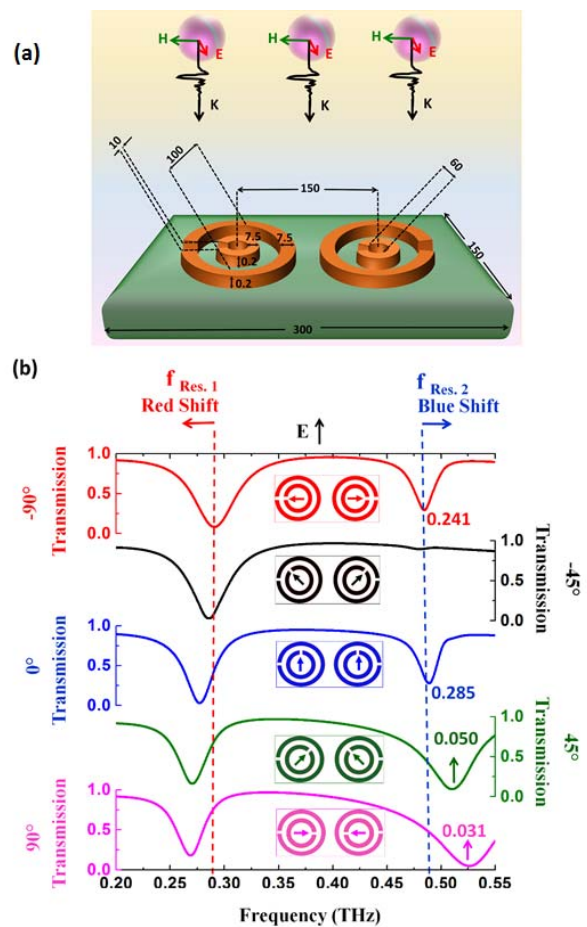 (a)
H E H E H E
K K K
10
100
150
60
7.5 7.5
0.2
0.2
150
300
(b)
f Res. 1
Red Shift
f Res. 2
Blue Shift
E
-90°
Transmission
1.0
0.5
0.0
0.241
-45°
Transmission
1.0
0.5
0.0
0°
Transmission
1.0
0.5
0.0
0.285
45°
Transmission
1.0
0.5
0.0
0.050
90°
Transmission
1.0
0.5
0.0
0.031
0.20 0.25 0.30 0.35 0.40 0.45 0.50 0.55
Frequency (THz)